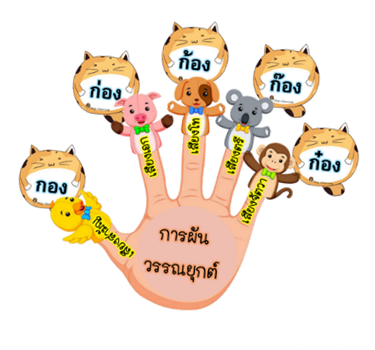 กอง
ก่อง
ก้อง
ก๊อง
ก๋อง
เสียงสามัญ
เสียงเอก
เสียงโท
เสียงตรี
เสียงจัตวา
การผัน
วรรณยุกต์